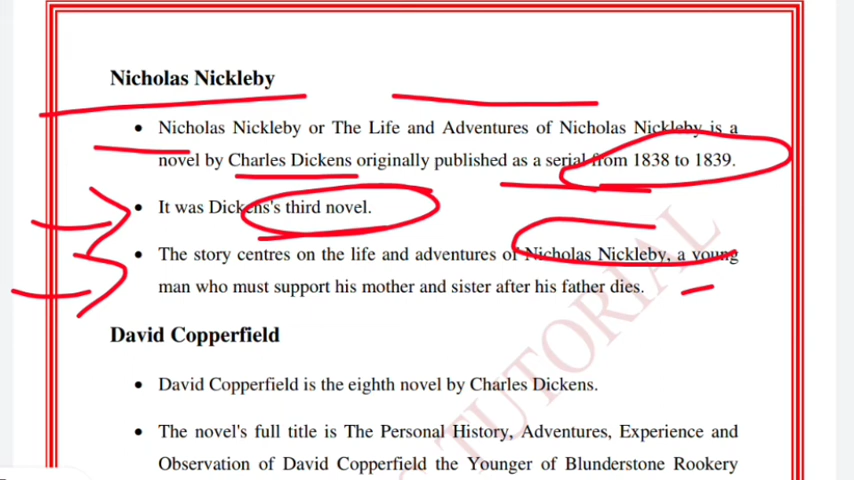 Nicholas Nickleby
• Nicholas Nickleby or The Life and Adventures of Nicholas Nickleby is a
novel by Charles Dickens originally published as a serial from 1838 to 1839.
• It was Dickens's third novel.
• The story centres on the life and adventures of Nicholas Nickleby, a young
man who must support his mother and sister after his father dies.
David Copperfield
• David Copperfield is the eighth novel by Charles Dickens.
• The novel's full title is The Personal History, Adventures, Experience and
Observation of David Copperfield the Younger of Blunderstone Rookery
TUTORIAL